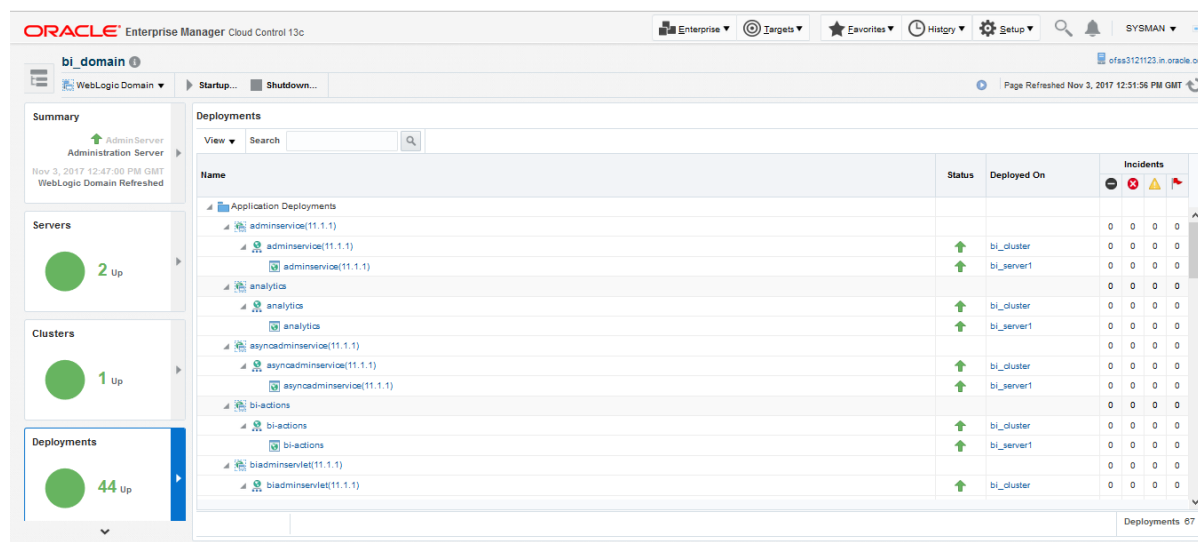 ORACLE® Enterprise Manager Cloud Control 13c
Enterprise ▼ Targets ▼ Favorites ▼ History ▼ Setup ▼ SYSMAN ▼
bi_domain
ofss3121123.in.oracle.co
WebLogic Domain ▼ Startup... Shutdown...
Page Refreshed Nov 3, 2017 12:51:56 PM GMT
Summary
AdminServer
Administration Server
Nov 3, 2017 12:47:00 PM GMT
WebLogic Domain Refreshed
Servers
2 Up
Clusters
1 Up
Deployments
44 Up
Deployments
View ▼ Search
Name Status Deployed On Incidents
Application Deployments
adminservice(11.1.1) 0 0 0 0
adminservice(11.1.1) bi_cluster 0 0 0 0
adminservice(11.1.1) bi_server1 0 0 0 0
analytics 0 0 0 0
analytics bi_cluster 0 0 0 0
analytics bi_server1 0 0 0 0
asyncadminservice(11.1.1) 0 0 0 0
asyncadminservice(11.1.1) bi_cluster 0 0 0 0
asyncadminservice(11.1.1) bi_server1 0 0 0 0
bi-actions 0 0 0 0
bi-actions bi_cluster 0 0 0 0
bi-actions bi_server1 0 0 0 0
biadminservlet(11.1.1) 0 0 0 0
biadminservlet(11.1.1) bi_cluster 0 0 0 0
Deployments 67